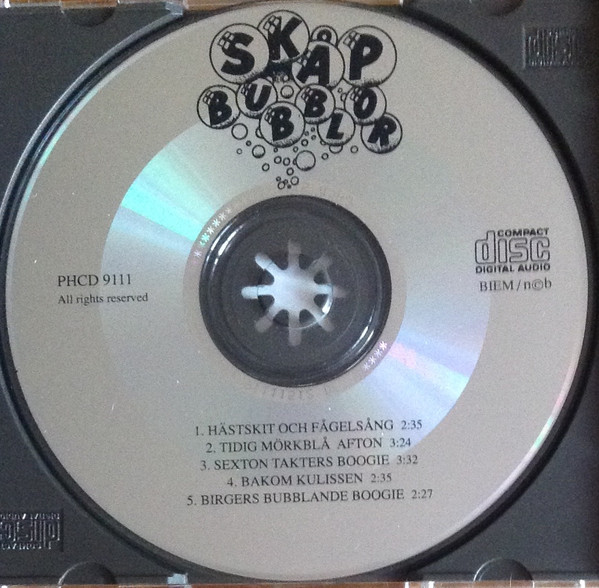 SKÅP
BUBBLOR
COMPACT
disc
DIGITAL AUDIO
PHCD 9111
All rights reserved
BIEM / n©b
1. HÄSTSKIT OCH FÅGELSÅNG 2:35
2. TIDIG MÖRKBLÅ AFTON 3:24
3. SEXTON TAKTERS BOOGIE 3:32
4. BAKOM KULISSEN 2:35
5. BIRGERS BUBBLANDE BOOGIE 2:27